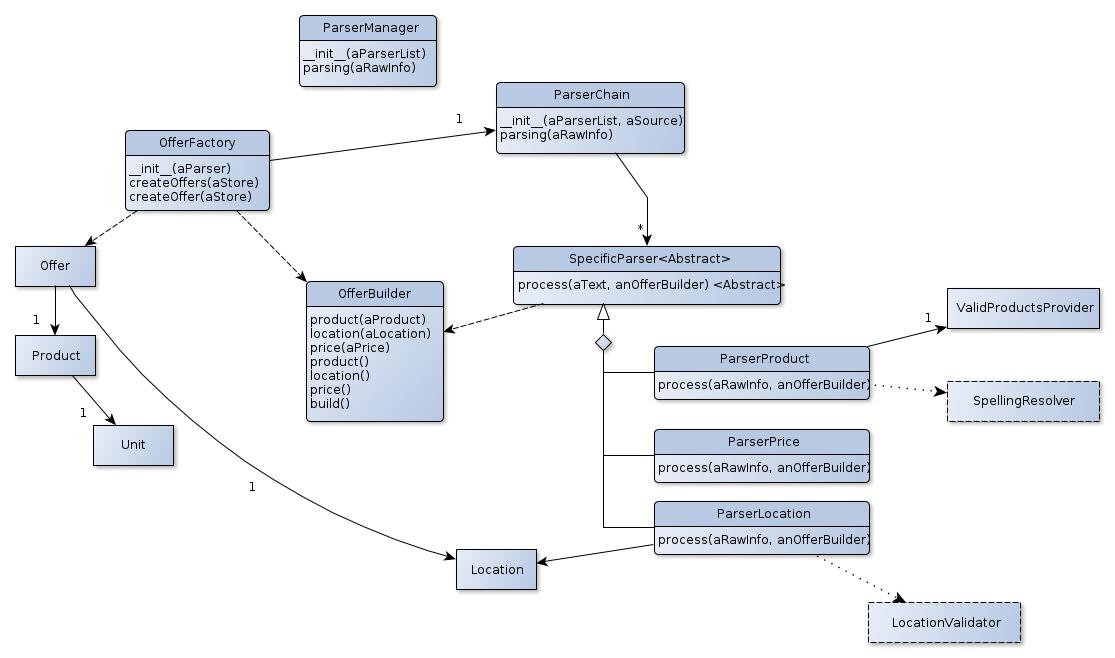 ParserManager
__init__(aParserList)
parsing(aRawInfo)
ParserChain
__init__(aParserList, aSource)
parsing(aRawInfo)
1
OfferFactory
__init__(aParser)
createOffers(aStore)
createOffer(aStore)
*
Offer
SpecificParser<Abstract>
process(aText, anOfferBuilder) <Abstract>
OfferBuilder
product(aProduct)
location(aLocation)
price(aPrice)
product()
location()
price()
build()
1
ValidProductsProvider
1
Product
ParserProduct
process(aRawInfo, anOfferBuilder)
SpellingResolver
1
Unit
ParserPrice
process(aRawInfo, anOfferBuilder)
1
ParserLocation
process(aRawInfo, anOfferBuilder)
Location
LocationValidator